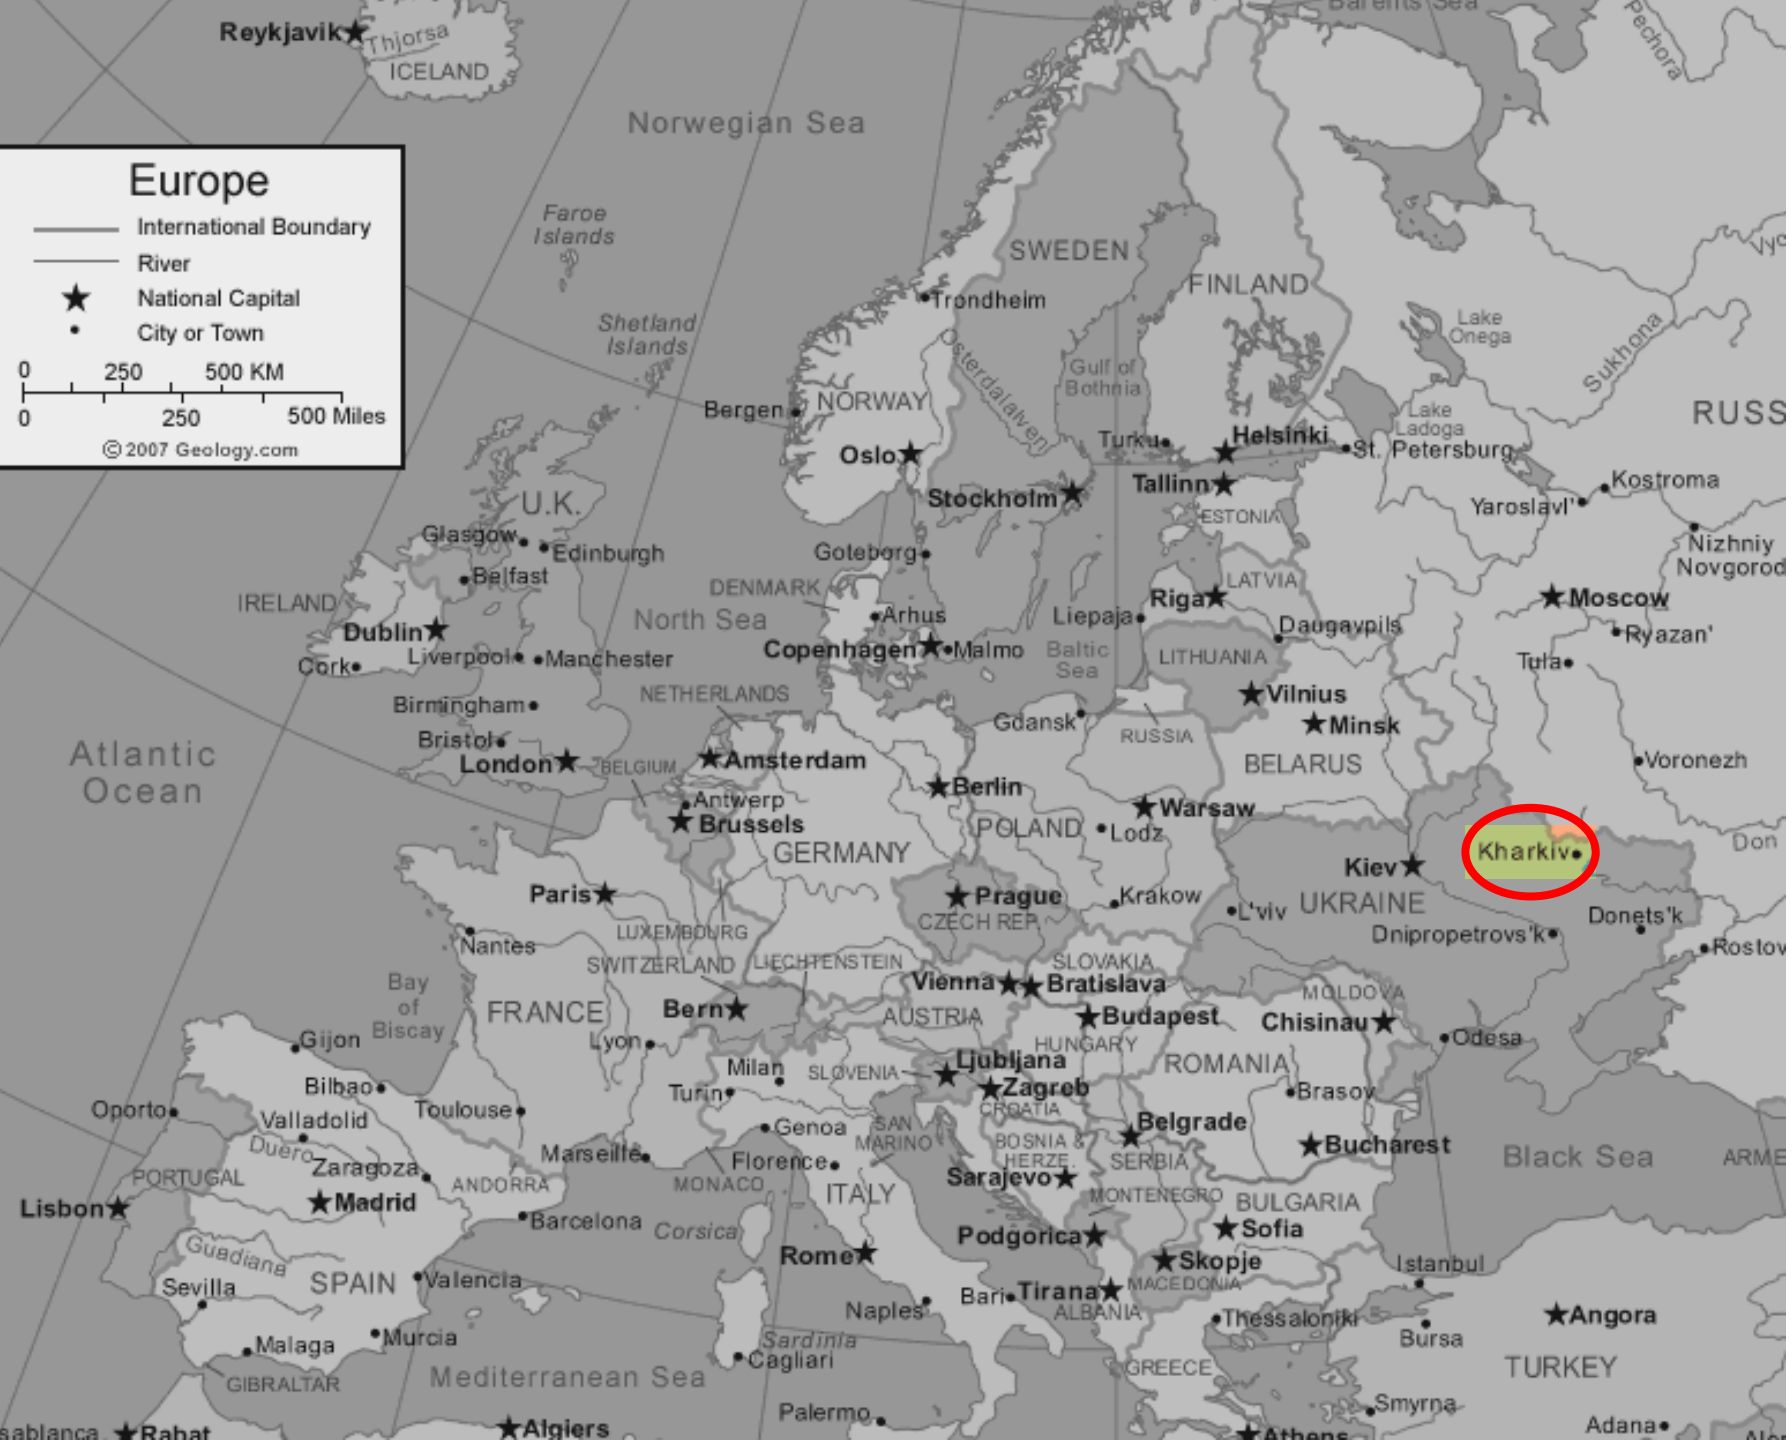 Barents Sea
Pechora
Reykjavik
Thjorsa
ICELAND
Norwegian Sea
Europe
International Boundary
River
National Capital
City or Town
0 250 500 KM
0 250 500 Miles
© 2007 Geology.com
Faroe
Islands
Shetland
Islands
SWEDEN
FINLAND
Trondheim
Lake
Onega
Sukhona
Osterdalalven
Gulf of
Bothnia
NORWAY
Bergen
Lake
Ladoga
RUSS
Oslo
Turku
Helsinki
St. Petersburg
Stockholm
Tallinn
Kostroma
Yaroslavl'
U.K.
ESTONIA
Glasgow
Edinburgh
Goteborg
Nizhniy
Novgorod
Belfast
DENMARK
LATVIA
IRELAND
North Sea
Arhus
Liepaja
Riga
Moscow
Dublin
Daugavpils
Ryazan'
Cork
Liverpool
Manchester
Copenhagen
Malmo
Baltic
Sea
LITHUANIA
Tula
NETHERLANDS
Vilnius
Birmingham
Gdansk
Minsk
RUSSIA
Bristol
Atlantic
Ocean
London
BELGIUM
Amsterdam
BELARUS
Voronezh
Berlin
Antwerp
Brussels
Warsaw
POLAND
Lodz
Don
GERMANY
Kharkiv
Kiev
Paris
Prague
Krakow
CZECH REP.
L'viv
UKRAINE
Donets'k
LUXEMBOURG
Nantes
Dnipropetrovs'k
Rostov
SWITZERLAND
LIECHTENSTEIN
SLOVAKIA
Bay
of
Biscay
Vienna
Bratislava
MOLDOVA
FRANCE
Bern
AUSTRIA
Budapest
Chisinau
Gijon
Lyon
HUNGARY
Odesa
Milan
SLOVENIA
Ljubljana
ROMANIA
Bilbao
Turin
Zagreb
Brasov
Oporto
Toulouse
CROATIA
Valladolid
Genoa
SAN
MARINO
Belgrade
Duero
BOSNIA &
HERZE.
Bucharest
Marseille
Florence
SERBIA
Black Sea
ARME
Zaragoza
PORTUGAL
ANDORRA
MONACO
Sarajevo
ITALY
MONTENEGRO
BULGARIA
Lisbon
Madrid
Barcelona
Corsica
Podgorica
Sofia
Guadiana
Rome
Skopje
Istanbul
Sevilla
SPAIN
Valencia
Bari
Tirana
MACEDONIA
Naples
ALBANIA
Thessaloniki
Angora
Malaga
Murcia
Sardinia
Cagliari
Bursa
GIBRALTAR
Mediterranean Sea
GREECE
TURKEY
Palermo
Smyrna
sablanca
Rabat
Algiers
Athens
Adana